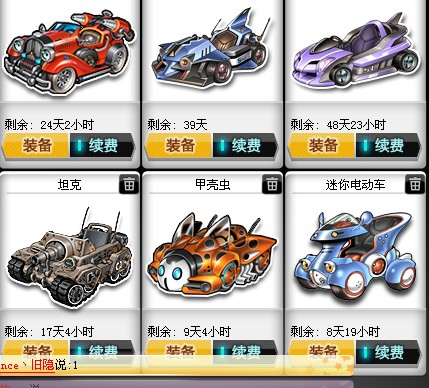 剩余: 24天2小时
剩余: 39天
剩余: 48天23小时
装备 续费
装备 续费
装备 续费
坦克
甲壳虫
迷你电动车
剩余: 17天4小时
剩余: 9天4小时
剩余: 8天19小时
装备 续费
装备 续费
装备 续费
nce丶旧隐说:1